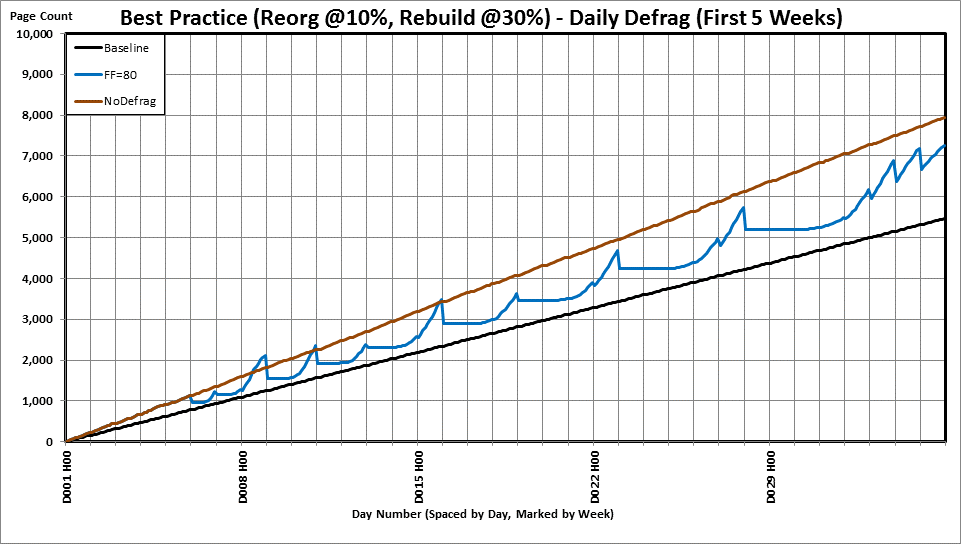 Page Count
Best Practice (Reorg @10%, Rebuild @30%) - Daily Defrag (First 5 Weeks)
10,000
9,000
8,000
7,000
6,000
5,000
4,000
3,000
2,000
1,000
0
Baseline
FF=80
NoDefrag
D001 H00
D008 H00
D015 H00
D022 H00
D029 H00
Day Number (Spaced by Day, Marked by Week)